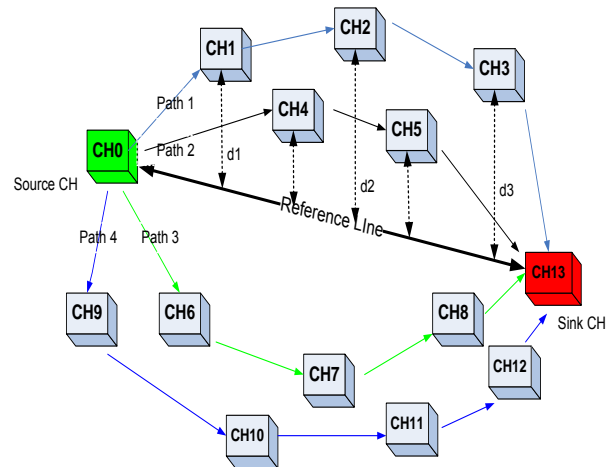 CH2
CH1
CH3
Path 1
CH4
CH5
CH0
Path 2
d1
d2
d3
Source CH
Reference LIne
Path 4
Path 3
CH13
Sink CH
CH9
CH6
CH8
CH7
CH12
CH10
CH11